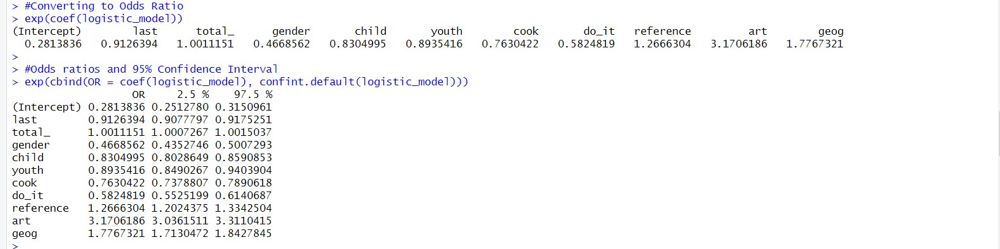 > #Converting to Odds Ratio
> exp(coef(logistic_model))
(Intercept)        last      total_      gender       child       youth        cook       do_it   reference         art        geog
  0.2813836   0.9126394   1.0011151   0.4668562   0.8304995   0.8935416   0.7630422   0.5824819   1.2666304   3.1706186   1.7767321
>
> #Odds ratios and 95% Confidence Interval
> exp(cbind(OR = coef(logistic_model), confint.default(logistic_model)))
                   OR     2.5 %    97.5 %
(Intercept) 0.2813836 0.2512780 0.3150961
last        0.9126394 0.9077797 0.9175251
total_      1.0011151 1.0007267 1.0015037
gender      0.4668562 0.4352746 0.5007293
child       0.8304995 0.8028649 0.8590853
youth       0.8935416 0.8490267 0.9403904
cook        0.7630422 0.7378807 0.7890618
do_it       0.5824819 0.5525199 0.6140687
reference   1.2666304 1.2024375 1.3342504
art         3.1706186 3.0361511 3.3110415
geog        1.7767321 1.7130472 1.8427845
>